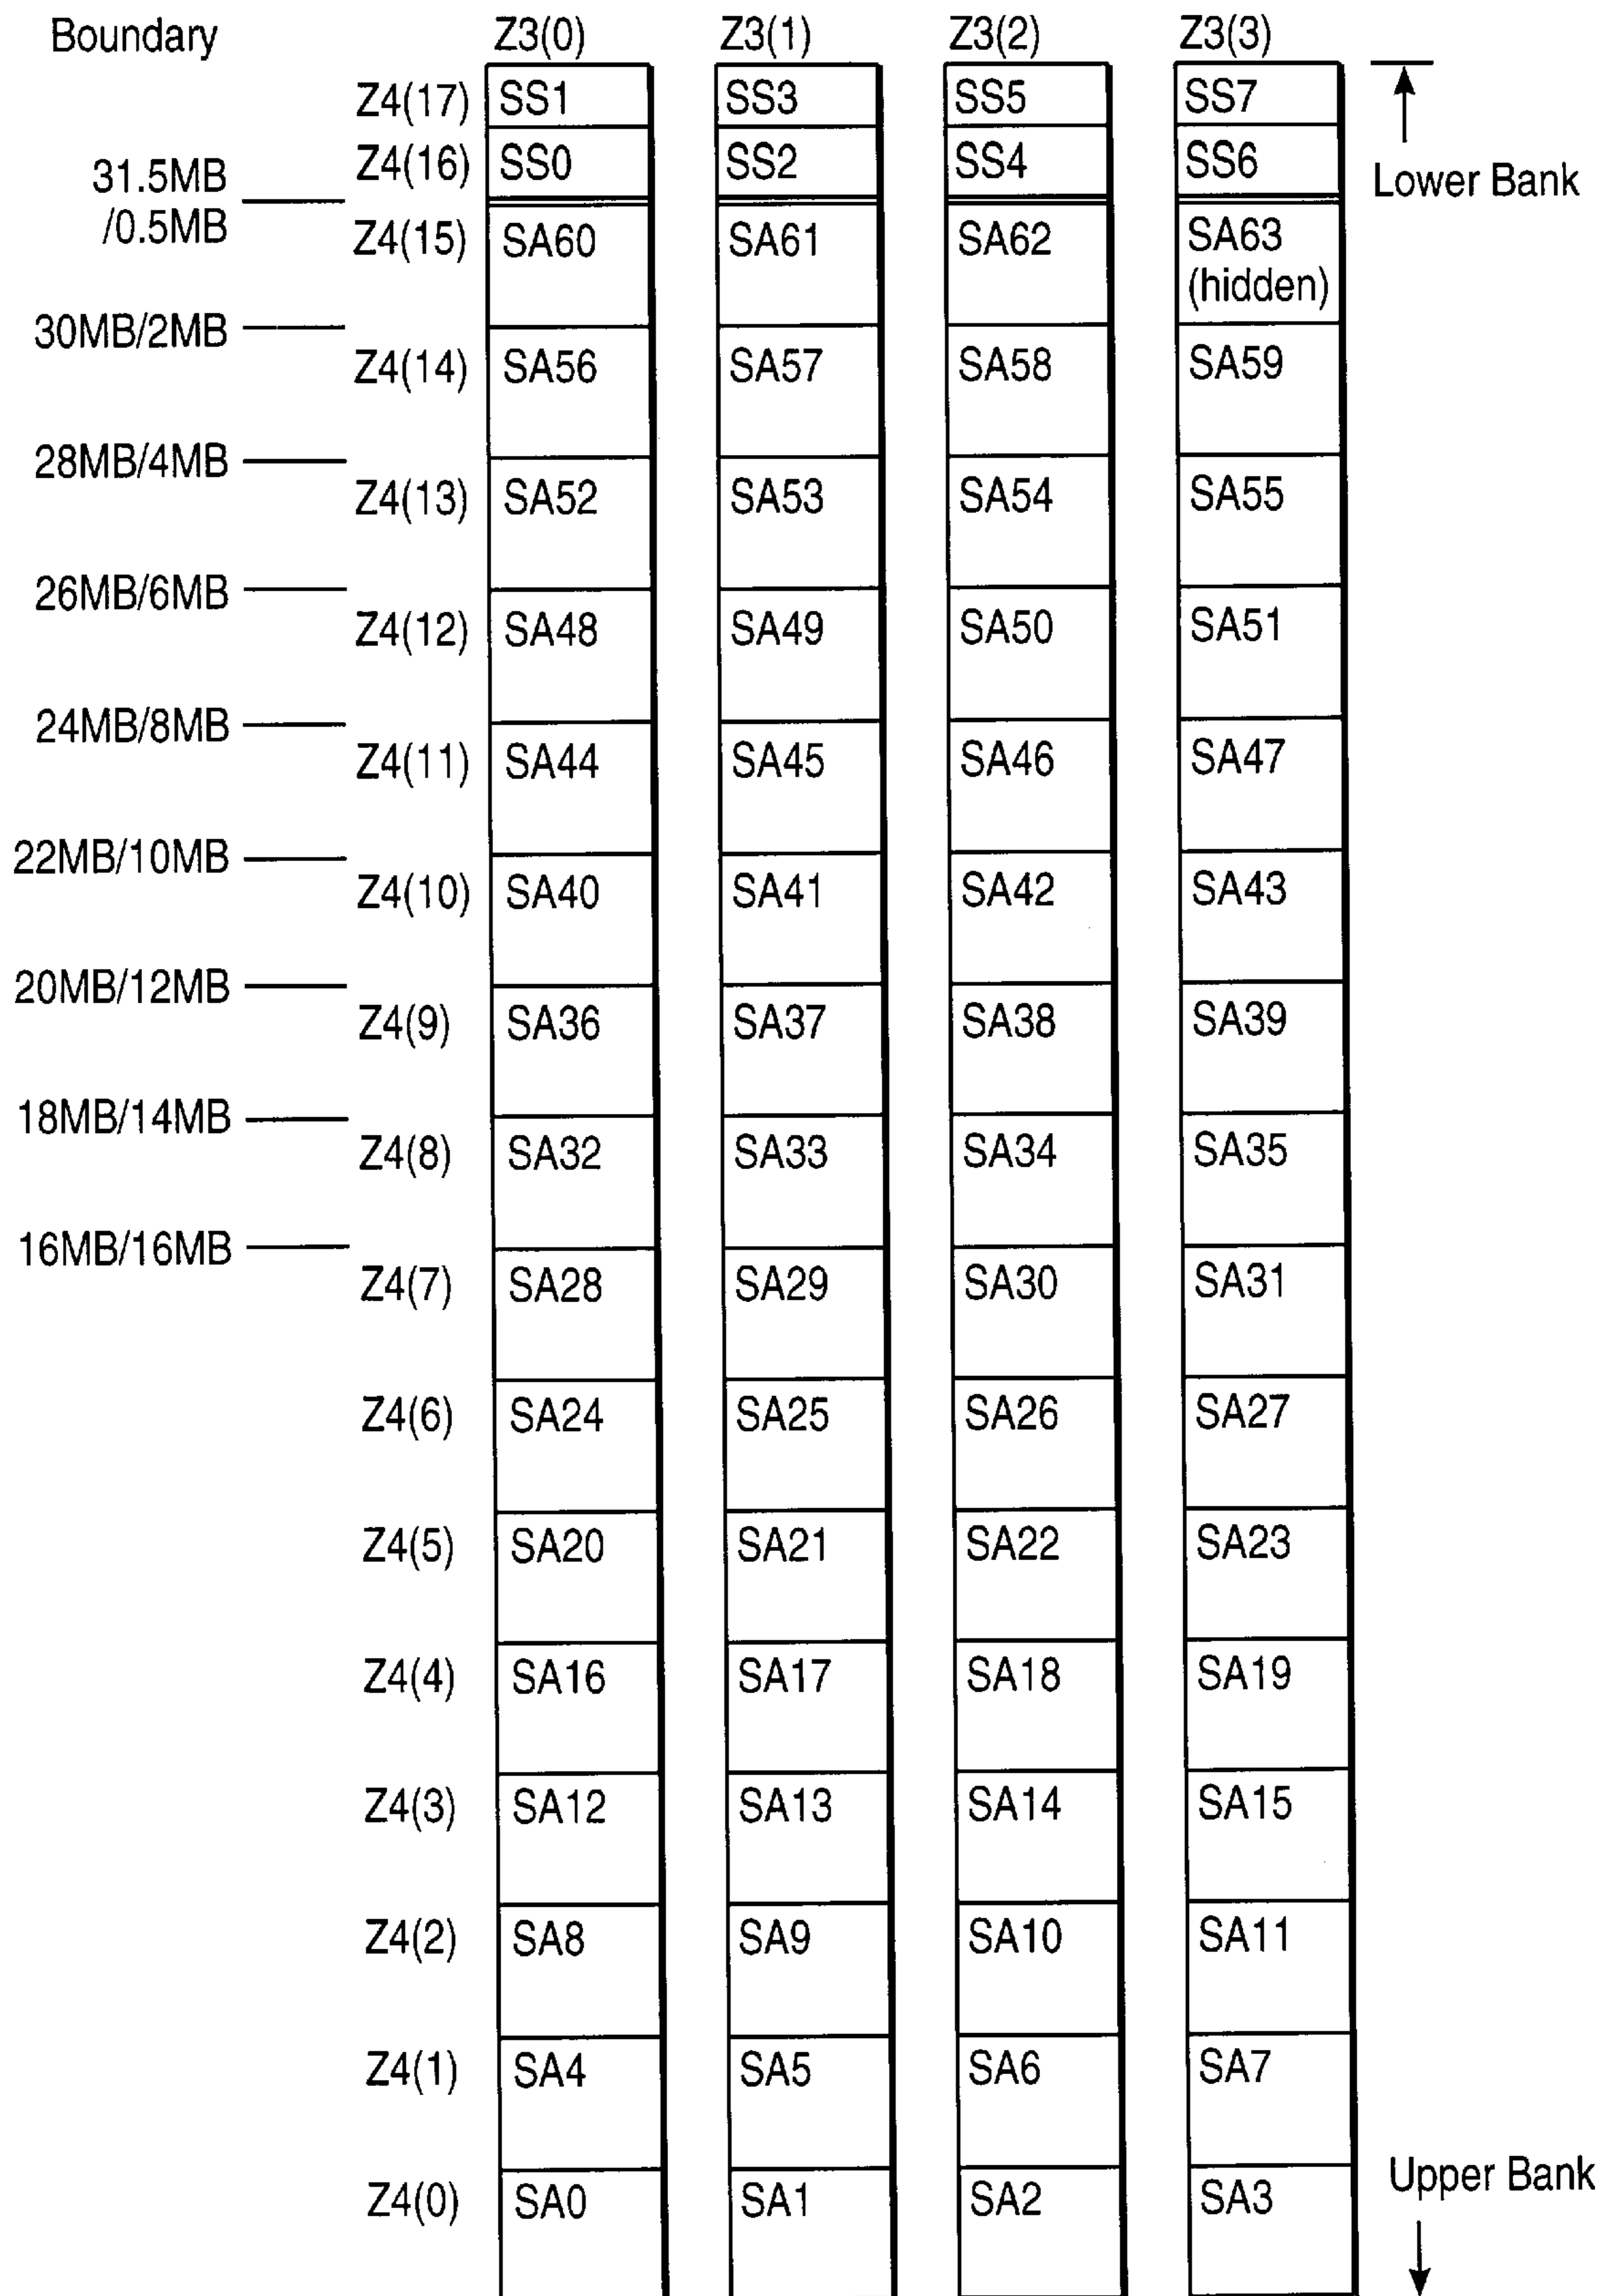 Boundary Z3(0) Z3(1) Z3(2) Z3(3)
Z4(17) SS1 SS3 SS5 SS7
Z4(16) SS0 SS2 SS4 SS6 Lower Bank
31.5MB
/0.5MB
Z4(15) SA60 SA61 SA62 SA63
(hidden)
30MB/2MB
Z4(14) SA56 SA57 SA58 SA59
28MB/4MB
Z4(13) SA52 SA53 SA54 SA55
26MB/6MB
Z4(12) SA48 SA49 SA50 SA51
24MB/8MB
Z4(11) SA44 SA45 SA46 SA47
22MB/10MB
Z4(10) SA40 SA41 SA42 SA43
20MB/12MB
Z4(9) SA36 SA37 SA38 SA39
18MB/14MB
Z4(8) SA32 SA33 SA34 SA35
16MB/16MB
Z4(7) SA28 SA29 SA30 SA31
Z4(6) SA24 SA25 SA26 SA27
Z4(5) SA20 SA21 SA22 SA23
Z4(4) SA16 SA17 SA18 SA19
Z4(3) SA12 SA13 SA14 SA15
Z4(2) SA8 SA9 SA10 SA11
Z4(1) SA4 SA5 SA6 SA7
Upper Bank
Z4(0) SA0 SA1 SA2 SA3